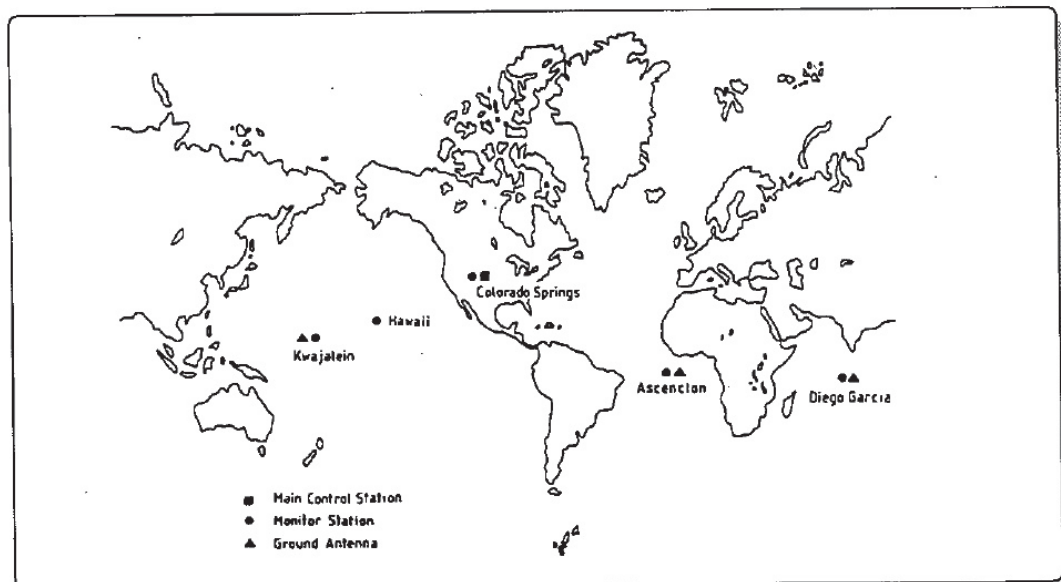 Colorado Springs
Hawaii
Kwajalein
Ascencion
Diego Garcia
Main Control Station
Monitor Station
Ground Antenna